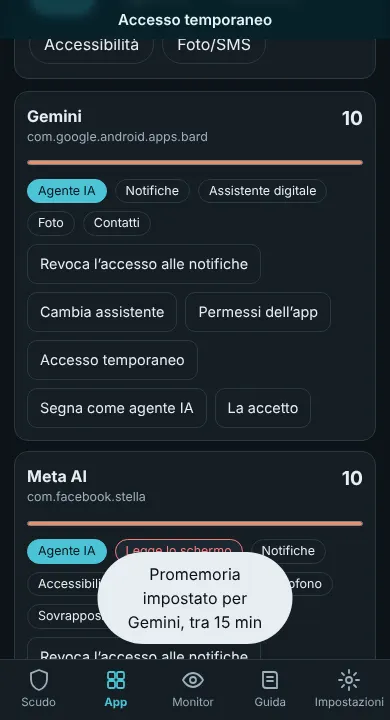 Accesso temporaneo
Accessibilità
Foto/SMS
Gemini
10
com.google.android.apps.bard
Agente IA
Notifiche
Assistente digitale
Foto
Contatti
Revoca l’accesso alle notifiche
Cambia assistente
Permessi dell’app
Accesso temporaneo
Segna come agente IA
La accetto
Meta AI
10
com.facebook.stella
Agente IA
Legge lo schermo
Notifiche
Promemoria
impostato per
Gemini, tra 15 min
Revoca l’accesso alle notifiche
Scudo
App
Monitor
Guida
Impostazioni